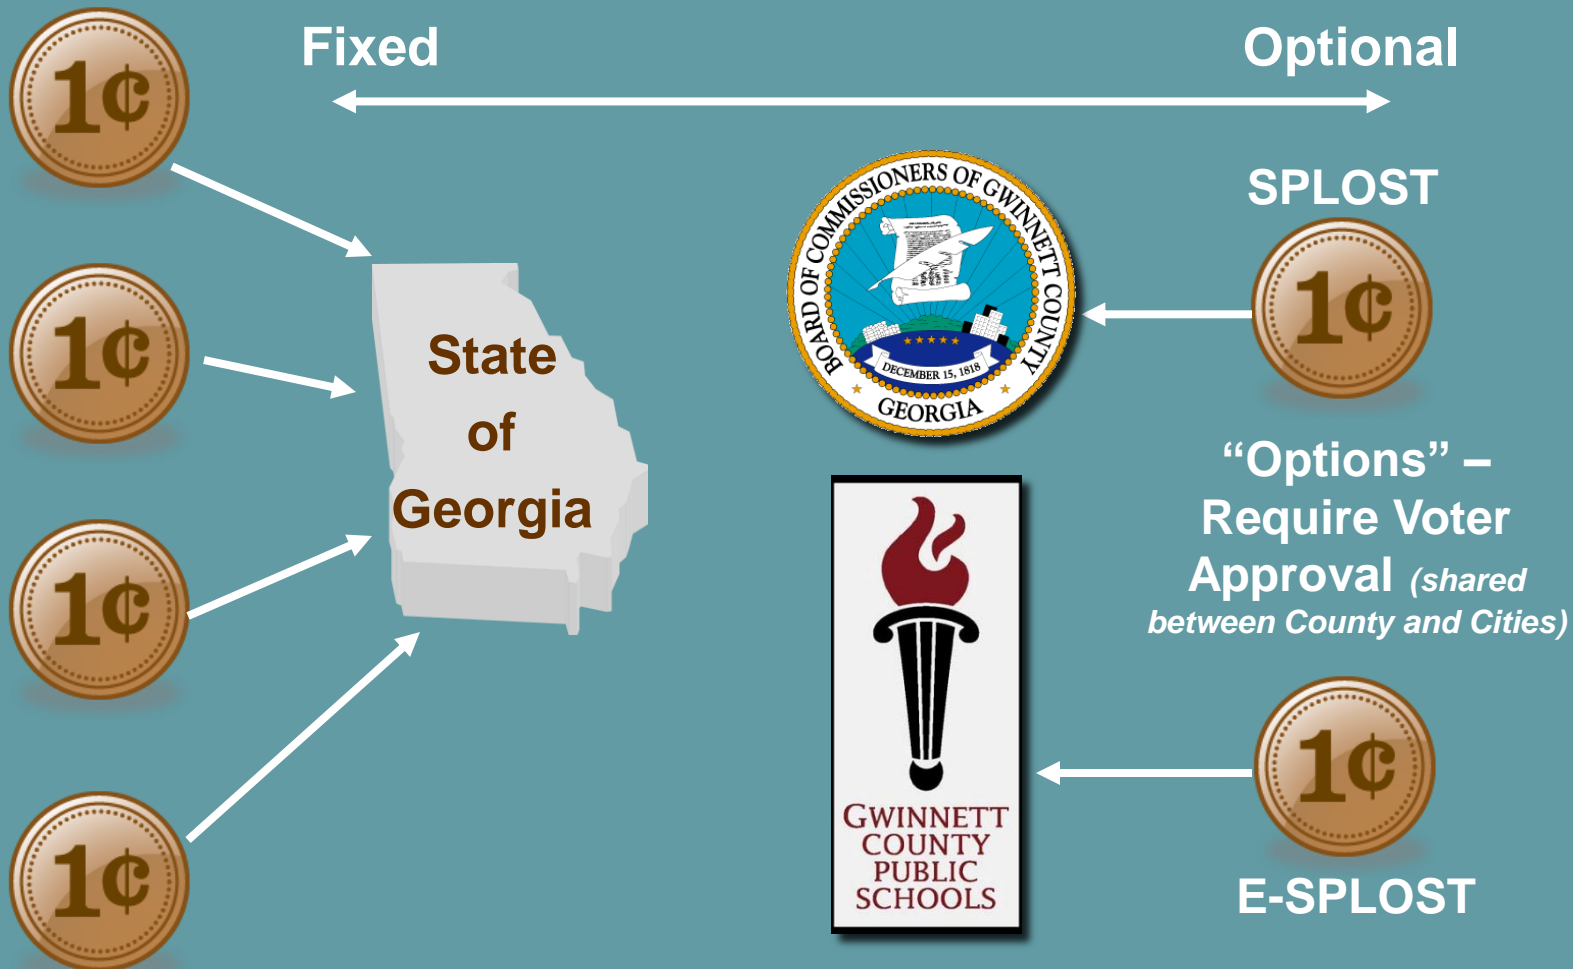 1¢
Fixed
Optional
1¢
State
of
Georgia
1¢
1¢
BOARD OF COMMISSIONERS OF GWINNETT COUNTY
DECEMBER 15, 1818
GEORGIA
GWINNETT
COUNTY
PUBLIC
SCHOOLS
SPLOST
1¢
“Options” –
Require Voter
Approval (shared
between County and Cities)
1¢
E-SPLOST